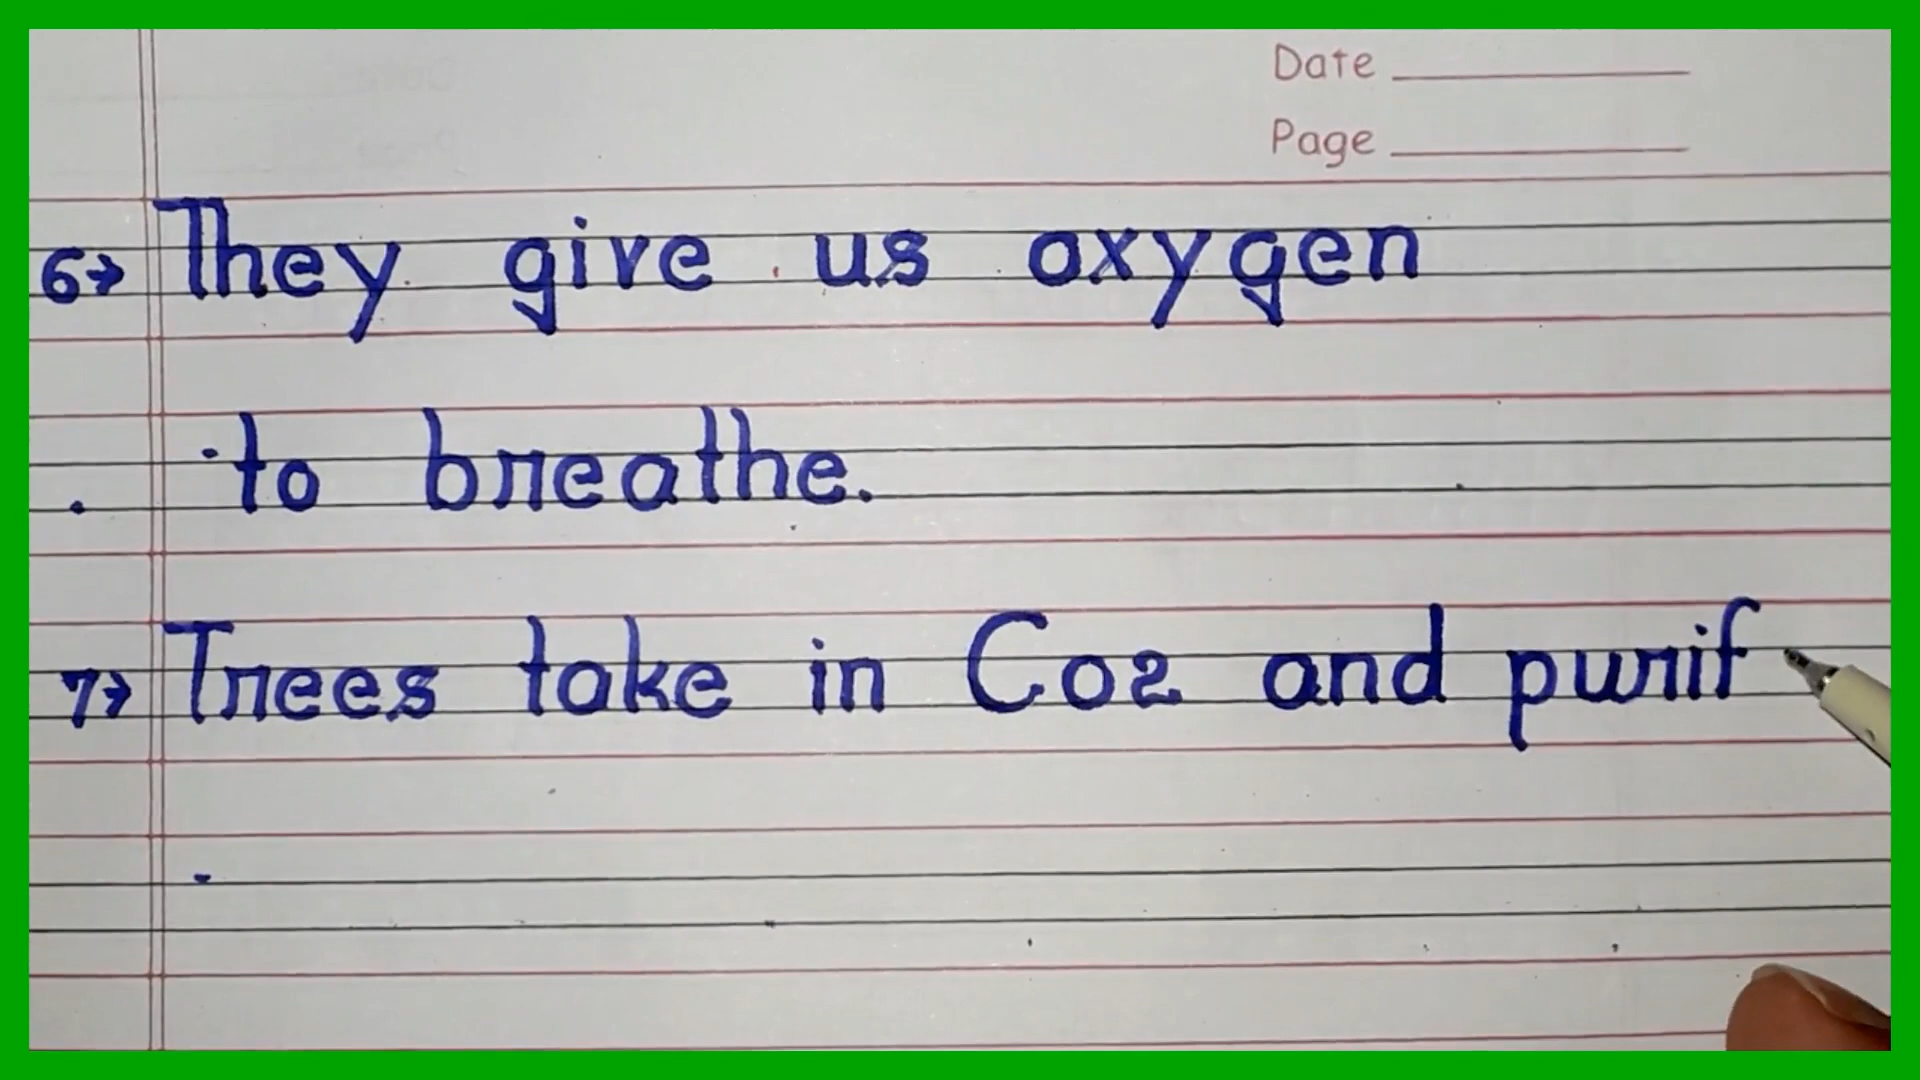 Date
Page
6→ They give us oxygen
to breathe.
7→ Trees take in Co2 and purif